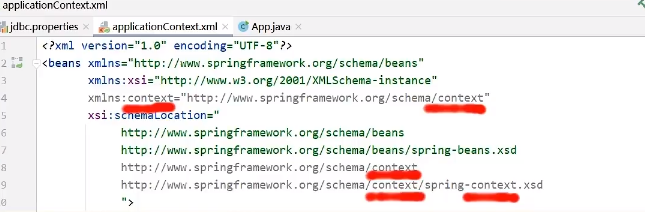 applicationContext.xml
jdbc.properties × applicationContext.xml × App.java ×
1 <?xml version="1.0" encoding="UTF-8"?>
2 <beans xmlns="http://www.springframework.org/schema/beans"
3 xmlns:xsi="http://www.w3.org/2001/XMLSchema-instance"
4 xmlns:context="http://www.springframework.org/schema/context"
5 xsi:schemaLocation="
6 http://www.springframework.org/schema/beans
7 http://www.springframework.org/schema/beans/spring-beans.xsd
8 http://www.springframework.org/schema/context
9 http://www.springframework.org/schema/context/spring-context.xsd
0 ">